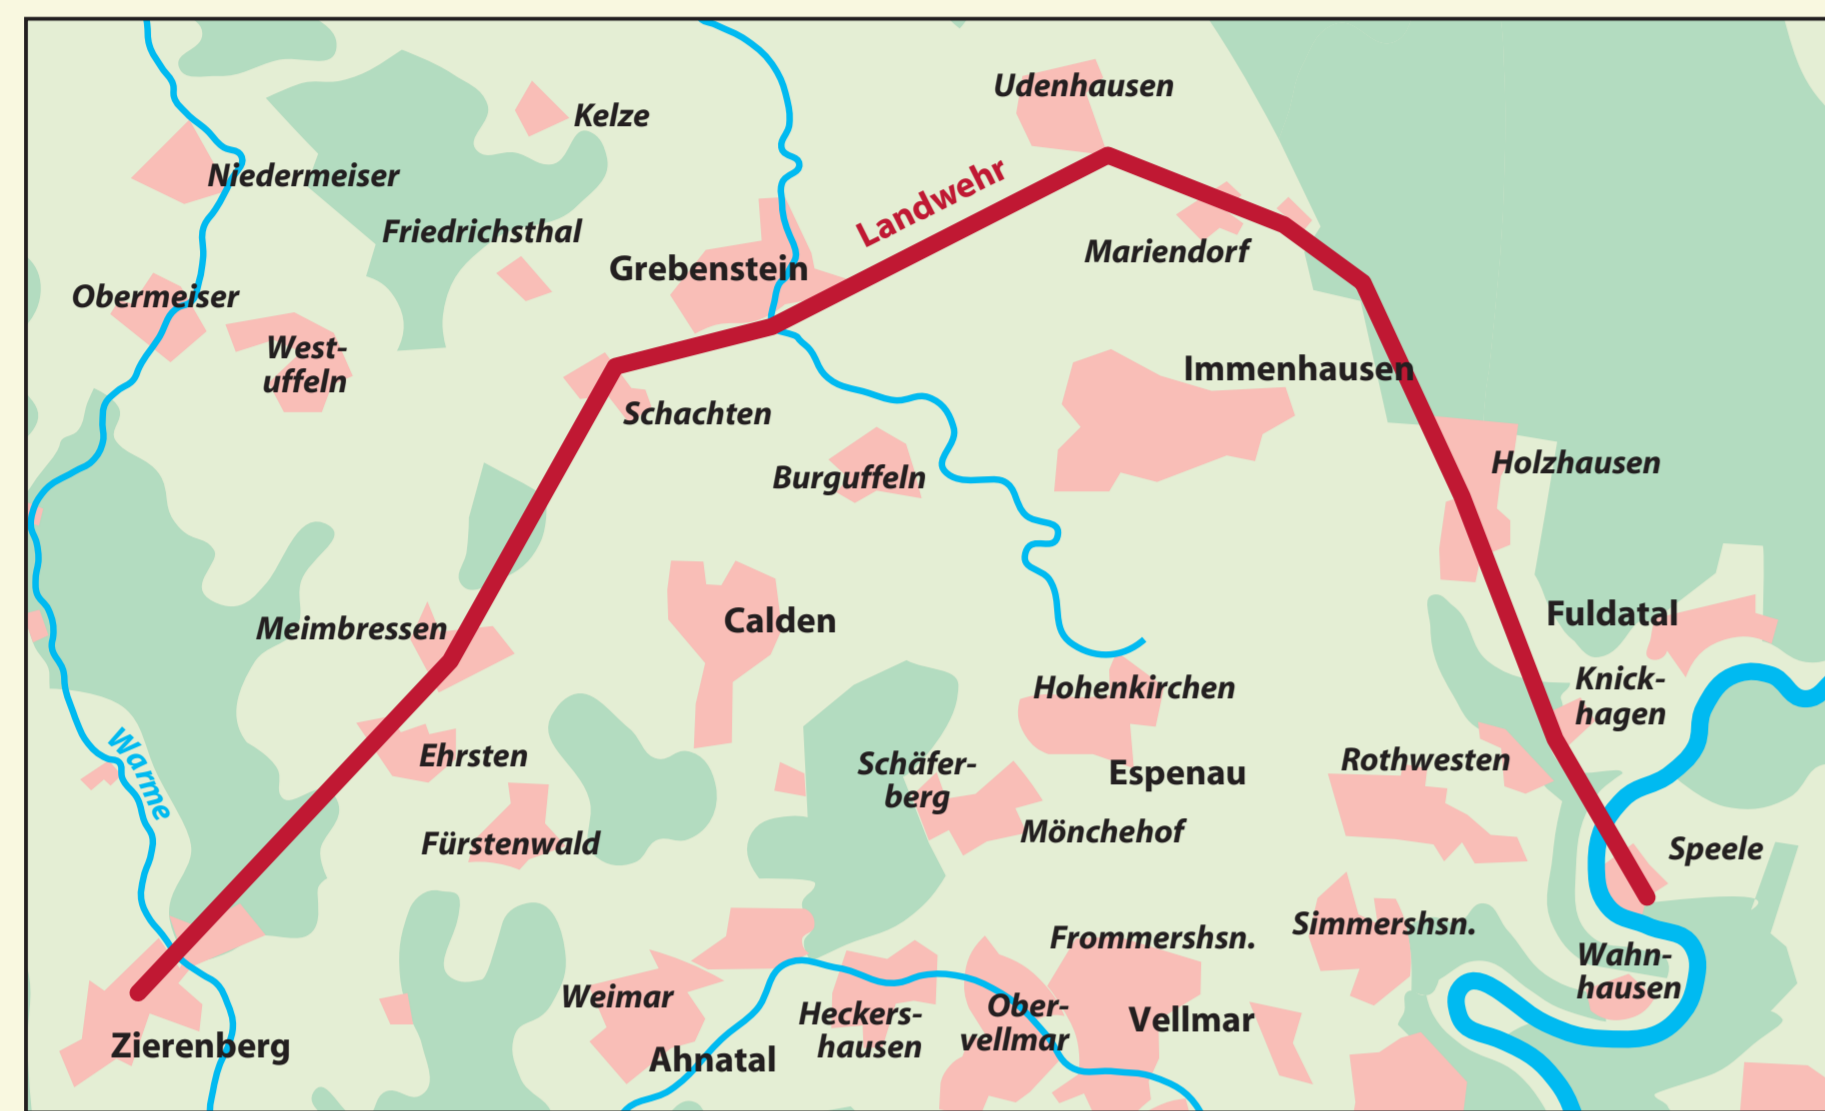 Udenhausen
Kelze
Niedermeiser
Landwehr
Friedrichsthal
Mariendorf
Grebenstein
Obermeiser
West-
uffeln
Immenhausen
Schachten
Holzhausen
Burguffeln
Fuldatal
Calden
Meimbressen
Hohenkirchen
Knick-
hagen
Ehrsten
Rothwesten
Schäfer-
berg
Espenau
Warme
Mönchehof
Fürstenwald
Speele
Simmershsn.
Frommershsn.
Wahn-
hausen
Weimar
Heckers-
hausen
Ober-
vellmar
Vellmar
Zierenberg
Ahnatal